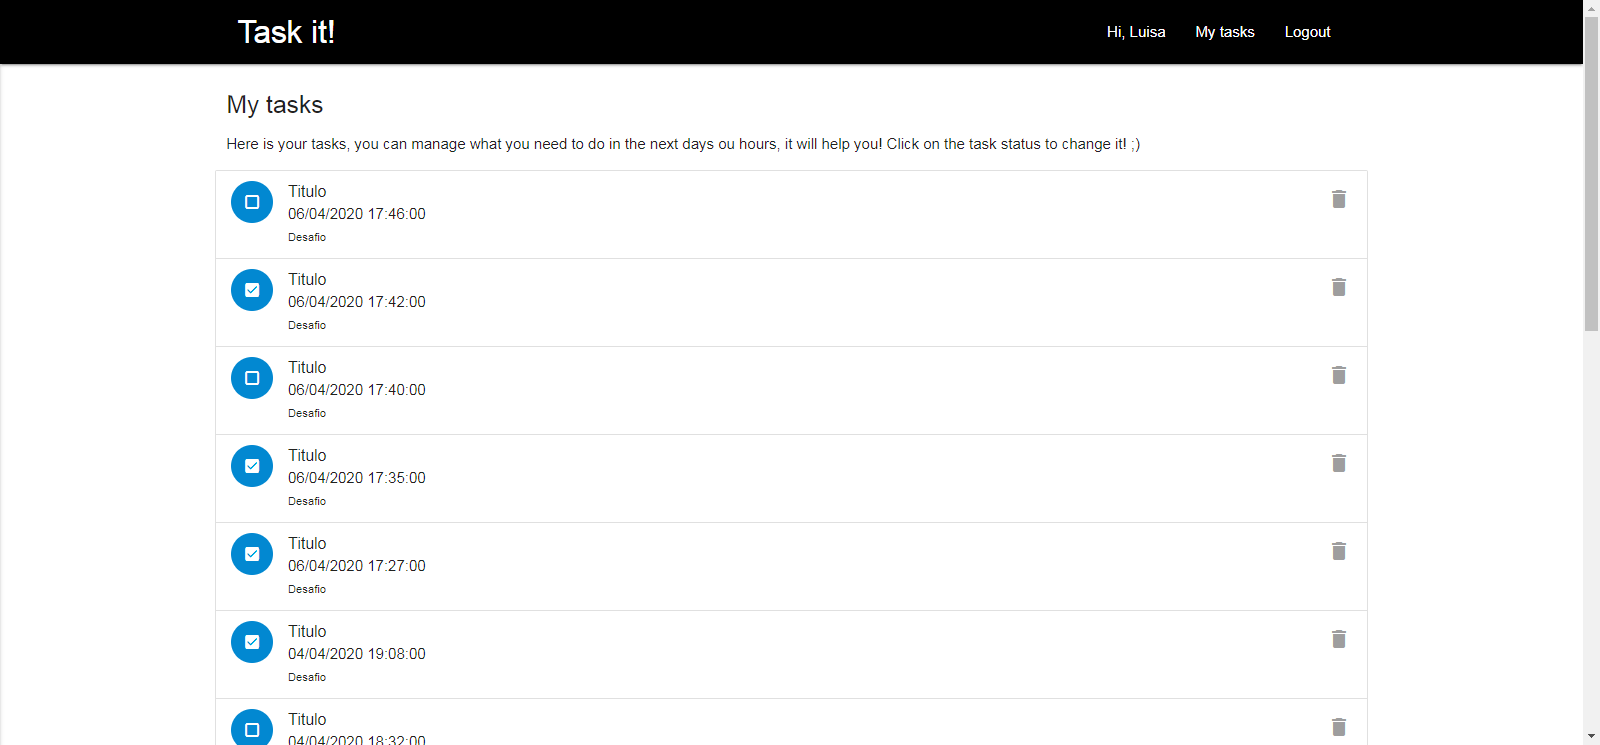 Task it!
Hi, Luisa My tasks Logout
My tasks
Here is your tasks, you can manage what you need to do in the next days ou hours, it will help you! Click on the task status to change it! ;)
Titulo
06/04/2020 17:46:00
Desafio
Titulo
06/04/2020 17:42:00
Desafio
Titulo
06/04/2020 17:40:00
Desafio
Titulo
06/04/2020 17:35:00
Desafio
Titulo
06/04/2020 17:27:00
Desafio
Titulo
04/04/2020 19:08:00
Desafio
Titulo
04/04/2020 18:32:00